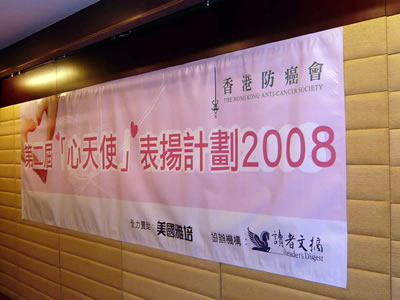 香港防癌會
THE HONG KONG ANTI-CANCER SOCIETY
第二屆「心天使」表揚計劃2008
全力贊助：美國雅培 協辦機構：讀者文摘
Reader's Digest